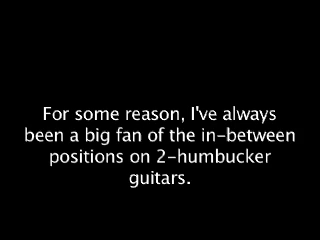 For some reason, I've always
been a big fan of the in-between
positions on 2-humbucker
guitars.